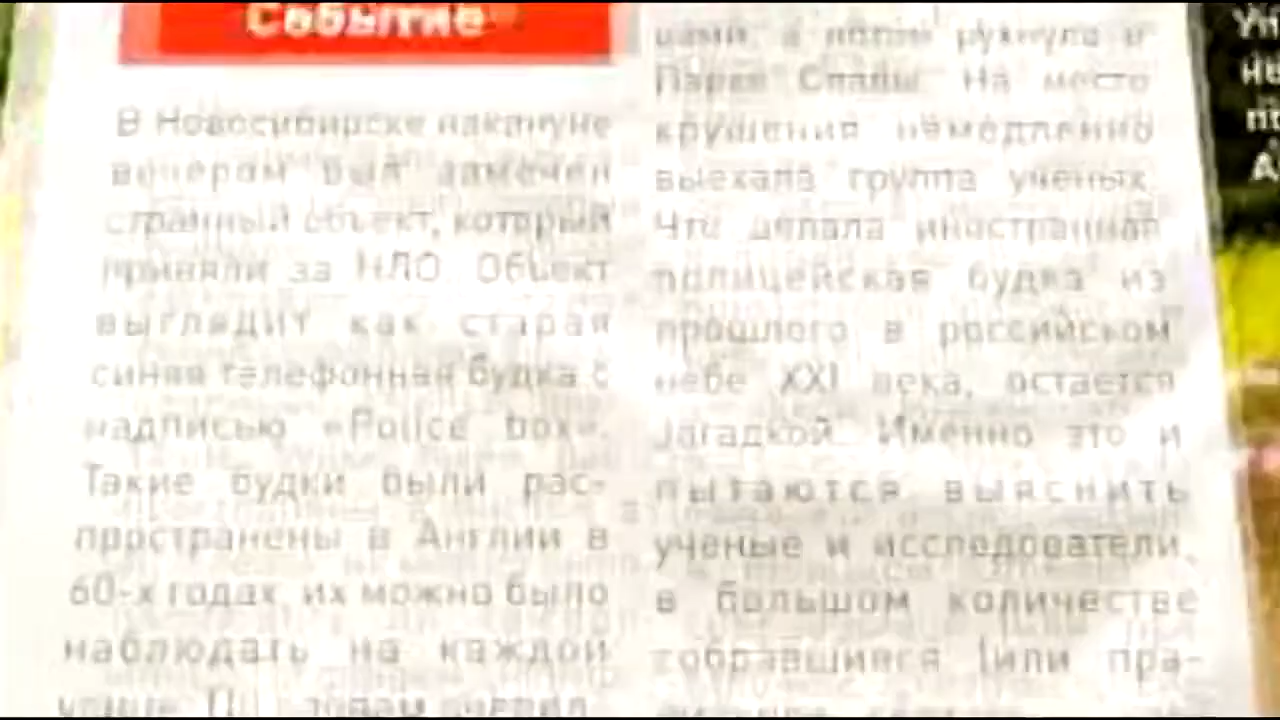 Событие
В Новосибирске накануне
вечером был замечен
странный объект, который
приняли за НЛО. Объект
выглядит как старая
синяя телефонная будка с
надписью «Police box».
Такие будки были рас-
пространены в Англии в
60-х годах, их можно было
наблюдать на каждой
улице.
рухнула в
Парке Славы. На место
крушения немедленно
выехала группа ученых.
Что делала иностранная
полицейская будка из
прошлого в российском
небе XXI века, остается
загадкой. Именно это и
пытаются выяснить
ученые и исследователи,
в большом количестве
собравшиеся (или пра-